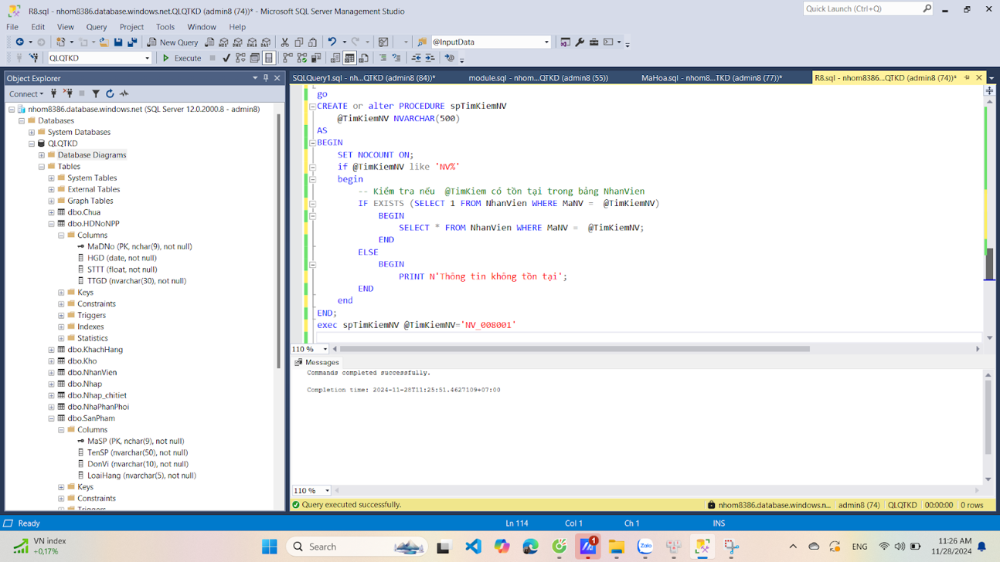 R8.sql - nhom8386.database.windows.net.QLQTKD (admin8 (74))* - Microsoft SQL Server Management Studio
Quick Launch (Ctrl+Q)
File Edit View Query Project Tools Window Help
New Query
@InputData
QLQTKD
Execute
Object Explorer
Connect
nhom8386.database.windows.net (SQL Server 12.0.2000.8 - admin8)
Databases
System Databases
QLQTKD
Database Diagrams
Tables
System Tables
External Tables
Graph Tables
dbo.Chua
dbo.HDNoNPP
Columns
MaDNo (PK, nchar(9), not null)
HGD (date, not null)
STTT (float, not null)
TTGD (nvarchar(30), not null)
Keys
Constraints
Triggers
Indexes
Statistics
dbo.KhachHang
dbo.Kho
dbo.NhanVien
dbo.Nhap
dbo.Nhap_chitiet
dbo.NhaPhanPhoi
dbo.SanPham
Columns
MaSP (PK, nchar(9), not null)
TenSP (nvarchar(50), not null)
DonVi (nvarchar(10), not null)
LoaiHang (nvarchar(5), not null)
Keys
Constraints
Triggers
SQLQuery1.sql - nh...QTKD (admin8 (84))* module.sql - nhom...QTKD (admin8 (55)) MaHoa.sql - nhom8...TKD (admin8 (77))* R8.sql - nhom8386...QTKD (admin8 (74))*
go
CREATE or alter PROCEDURE spTimKiemNV
@TimKiemNV NVARCHAR(500)
AS
BEGIN
SET NOCOUNT ON;
if @TimKiemNV like 'NV%'
begin
-- Kiểm tra nếu  @TimKiem có tồn tại trong bảng NhanVien
IF EXISTS (SELECT 1 FROM NhanVien WHERE MaNV =  @TimKiemNV)
BEGIN
SELECT * FROM NhanVien WHERE MaNV =  @TimKiemNV;
END
ELSE
BEGIN
PRINT N'Thông tin không tồn tại';
END
end
END;
exec spTimKiemNV @TimKiemNV='NV_008001'
110 %
Messages
Commands completed successfully.
Completion time: 2024-11-28T11:25:51.4627109+07:00
110 %
Query executed successfully. nhom8386.database.windows.n... admin8 (74) QLQTKD 00:00:00 0 rows
Ready Ln 114 Col 1 Ch 1 INS
VN index
+0,17%
Search
1
Zalo
ENG
11:26 AM
11/28/2024